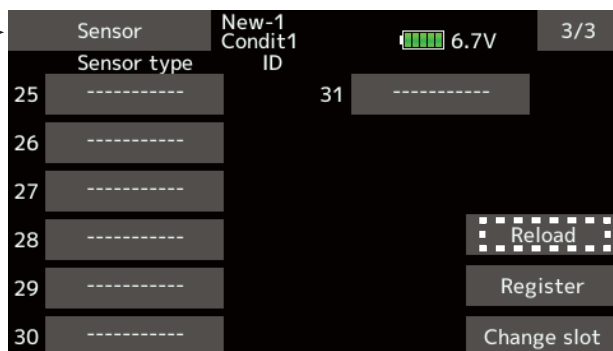 Sensor New-1 Condit1 6.7V 3/3
Sensor type ID
25 ----------- 31 -----------
26 -----------
27 -----------
28 ----------- Reload
29 ----------- Register
30 ----------- Change slot